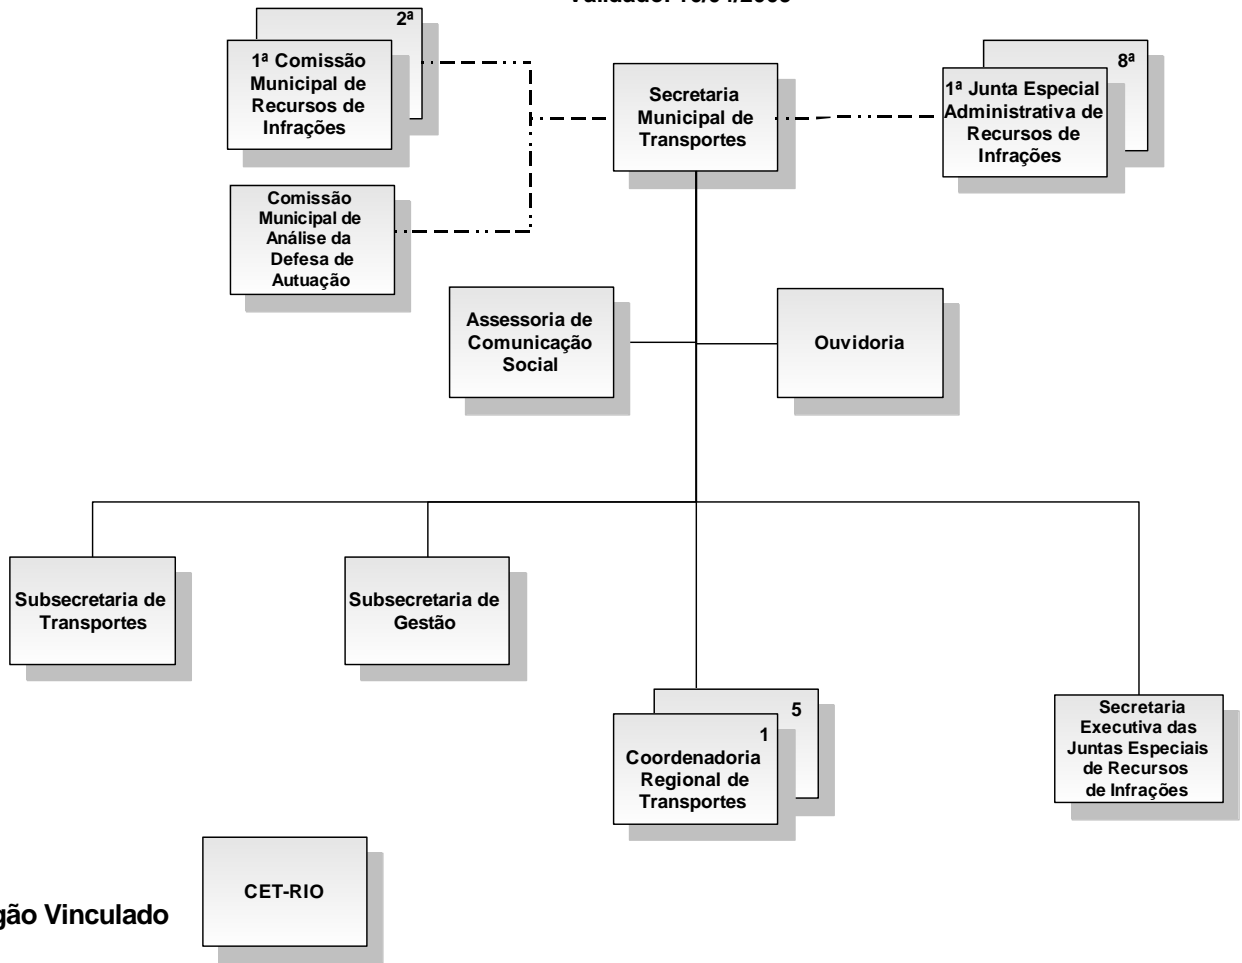 2ª
1ª Comissão
Municipal de
Recursos de
Infrações
Secretaria
Municipal de
Transportes
8ª
1ª Junta Especial
Administrativa de
Recursos de
Infrações
Comissão
Municipal de
Análise da
Defesa de
Autuação
Assessoria de
Comunicação
Social
Ouvidoria
Subsecretaria de
Transportes
Subsecretaria de
Gestão
5
1
Coordenadoria
Regional de
Transportes
Secretaria
Executiva das
Juntas Especiais
de Recursos
de Infrações
CET-RIO
Vinculado